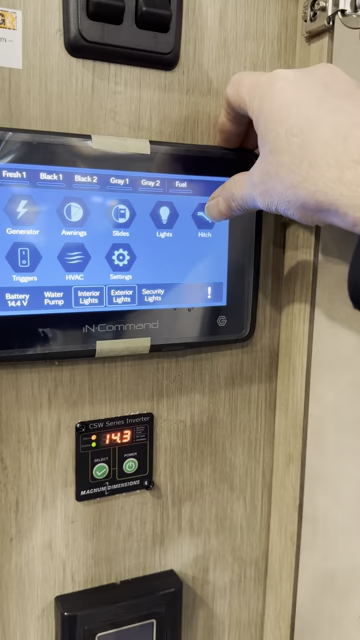 Fresh 1 Black 1 Black 2 Gray 1 Gray 2 Fuel
Generator Awnings Slides Lights Hitch
Triggers HVAC Settings
Battery Water Interior Exterior Security !
14.4 V Pump Lights Lights Lights
iN·Command
CSW Series Inverter
14.3
SELECT POWER
MAGNUM DIMENSIONS